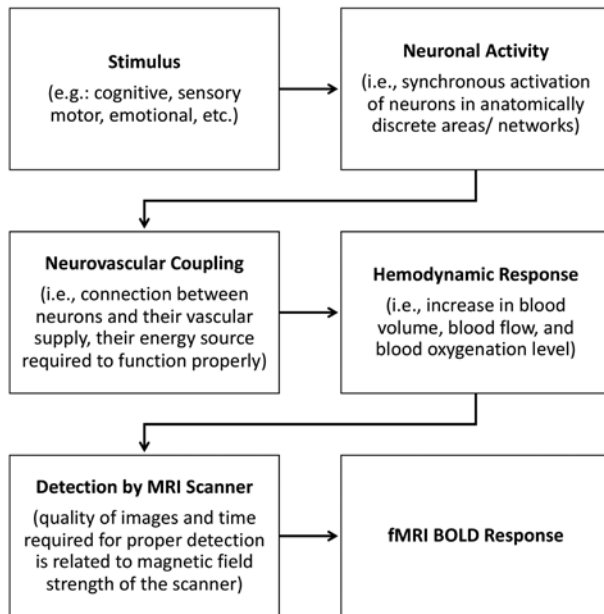 Stimulus
(e.g.: cognitive, sensory
motor, emotional, etc.)
Neuronal Activity
(i.e., synchronous activation
of neurons in anatomically
discrete areas/ networks)
Neurovascular Coupling
(i.e., connection between
neurons and their vascular
supply, their energy source
required to function properly)
Hemodynamic Response
(i.e., increase in blood
volume, blood flow, and
blood oxygenation level)
Detection by MRI Scanner
(quality of images and time
required for proper detection
is related to magnetic field
strength of the scanner)
fMRI BOLD Response